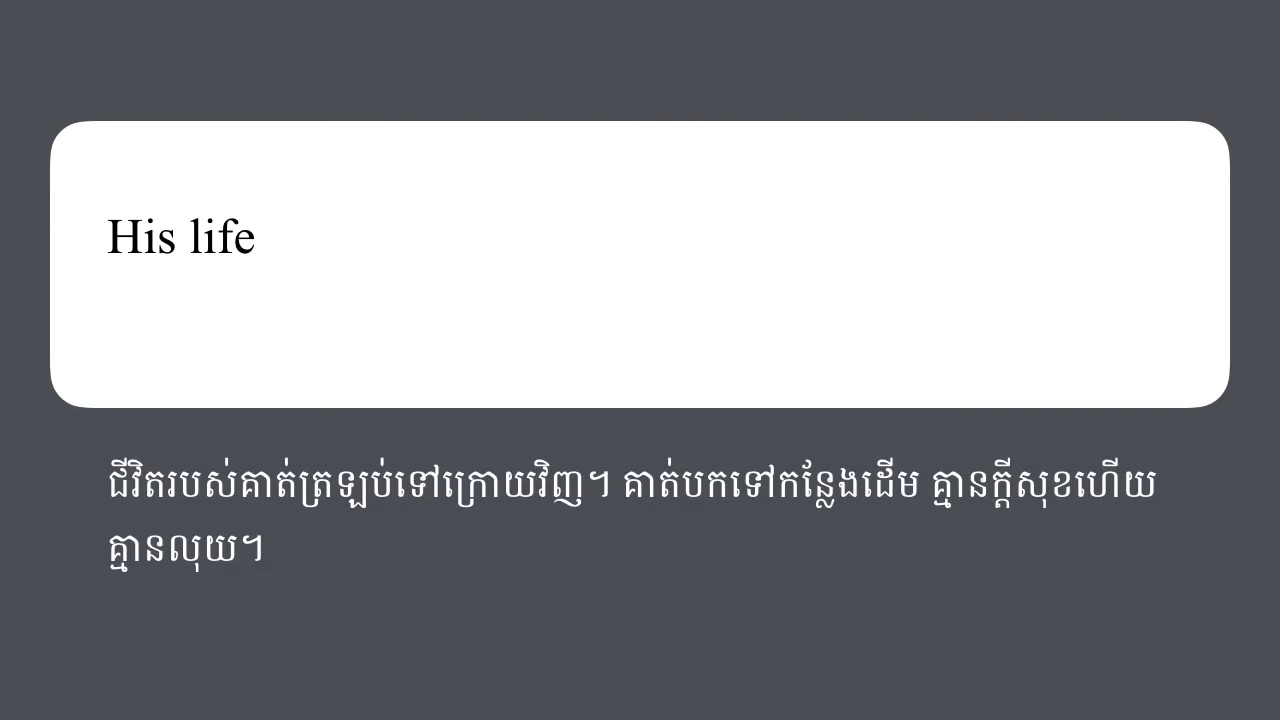 His life
ជីវិតរបស់គាត់ត្រឡប់ទៅក្រោយវិញ។ គាត់បកទៅកន្លែងដើម គ្មានក្ដីសុខហើយ
គ្មានលុយ។